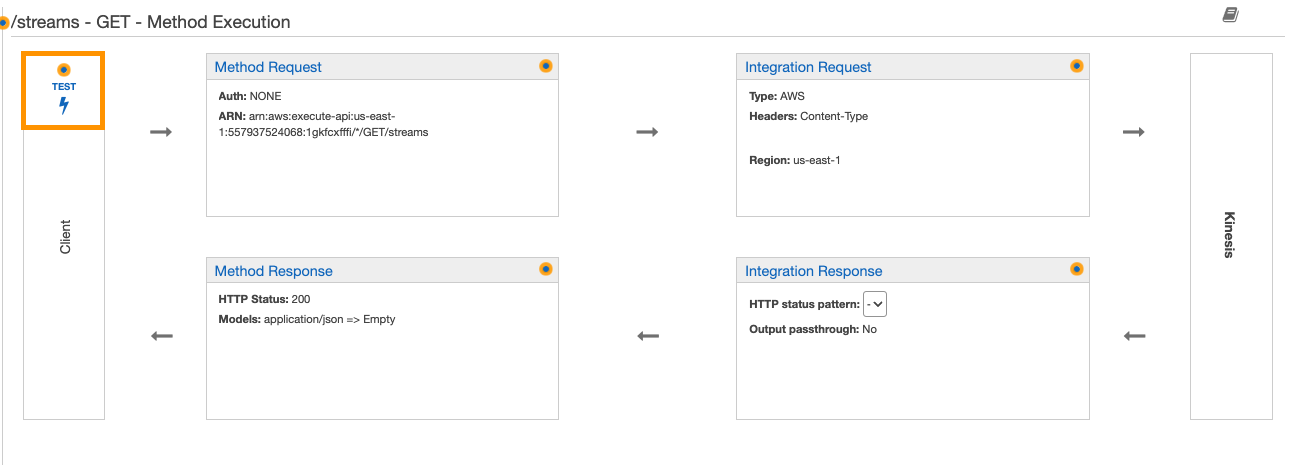 /streams - GET - Method Execution
TEST
Client
Method Request
Auth: NONE
ARN: arn:aws:execute-api:us-east-
1:557937524068:1gkfcxfffi/*/GET/streams
Integration Request
Type: AWS
Headers: Content-Type
Region: us-east-1
Kinesis
Method Response
HTTP Status: 200
Models: application/json => Empty
Integration Response
HTTP status pattern: -
Output passthrough: No